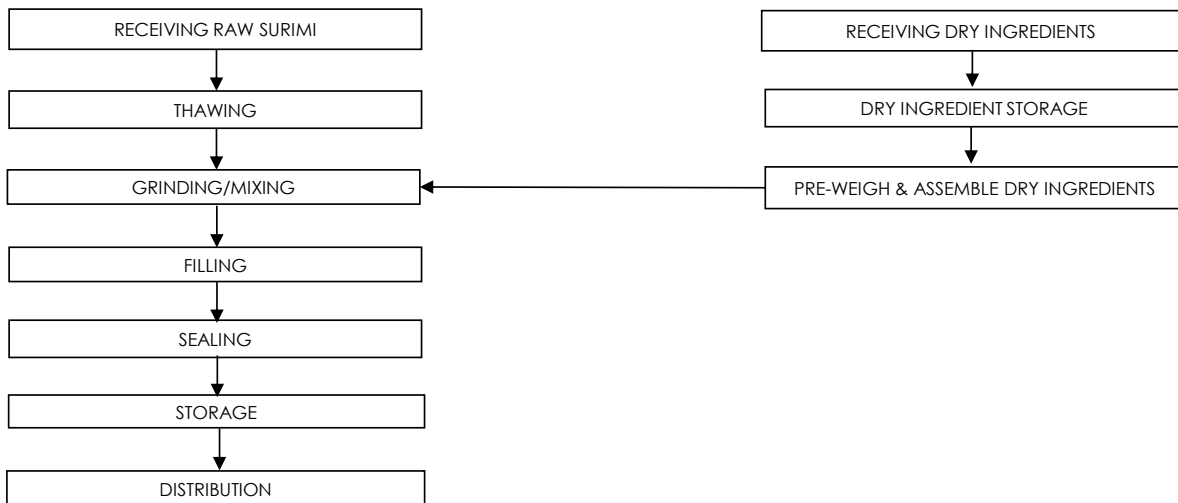 RECEIVING RAW SURIMI
THAWING
GRINDING/MIXING
FILLING
SEALING
STORAGE
DISTRIBUTION
RECEIVING DRY INGREDIENTS
DRY INGREDIENT STORAGE
PRE-WEIGH & ASSEMBLE DRY INGREDIENTS